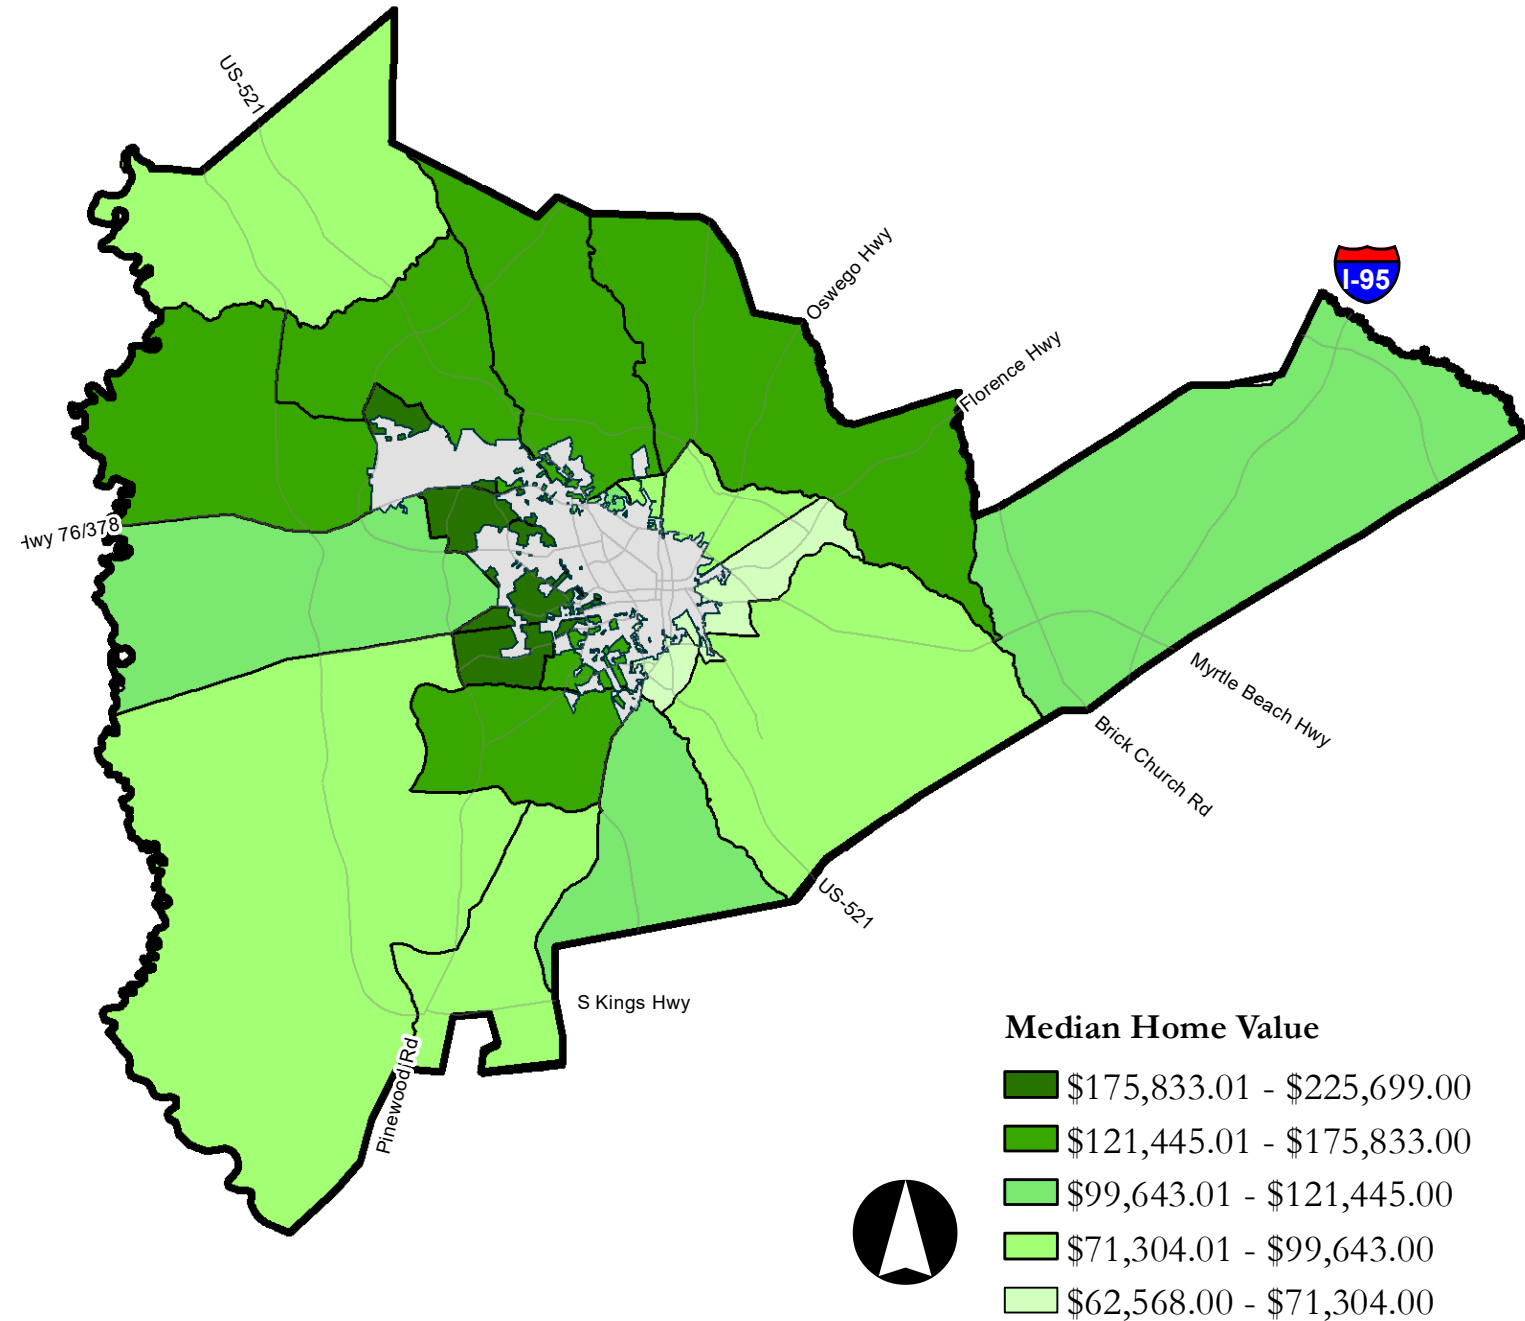 US-521
I-95
Oswego Hwy
Florence Hwy
Hwy 76/378
Myrtle Beach Hwy
Brick Church Rd
US-521
S Kings Hwy
Pinewood Rd
Median Home Value
$175,833.01 - $225,699.00
$121,445.01 - $175,833.00
$99,643.01 - $121,445.00
$71,304.01 - $99,643.00
$62,568.00 - $71,304.00